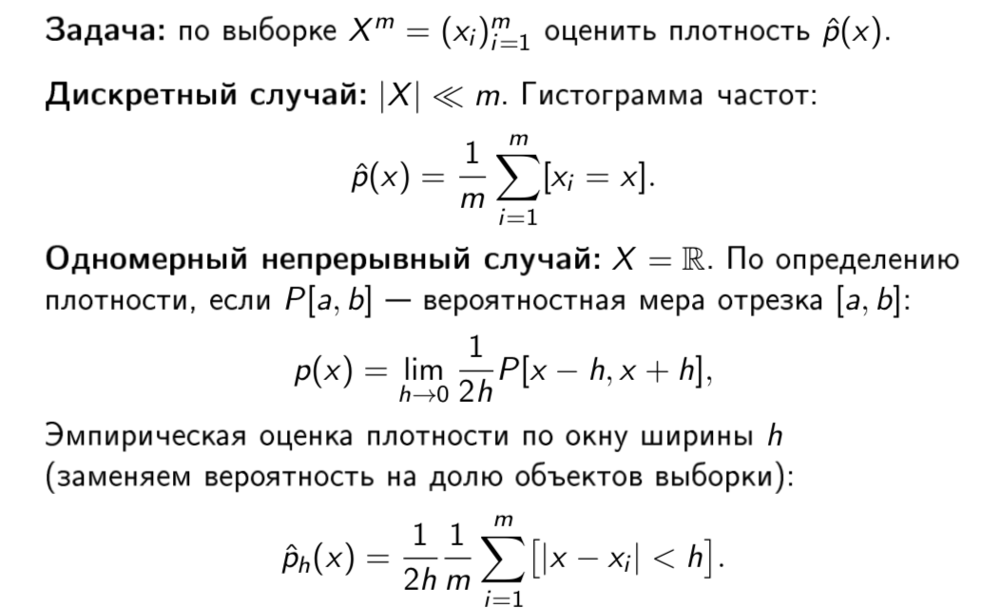 Задача: по выборке $X^m = (x_i)_{i=1}^m$ оценить плотность $\hat{p}(x)$.
Дискретный случай: $|X| \ll m$. Гистограмма частот:
$\hat{p}(x) = \frac{1}{m} \sum_{i=1}^{m} [x_i = x].$
Одномерный непрерывный случай: $X = \mathbb{R}$. По определению
плотности, если $P[a, b]$ — вероятностная мера отрезка $[a, b]$:
$p(x) = \lim_{h \to 0} \frac{1}{2h} P[x - h, x + h],$
Эмпирическая оценка плотности по окну ширины $h$
(заменяем вероятность на долю объектов выборки):
$\hat{p}_h(x) = \frac{1}{2h} \frac{1}{m} \sum_{i=1}^{m} \left[ |x - x_i| < h \right].$